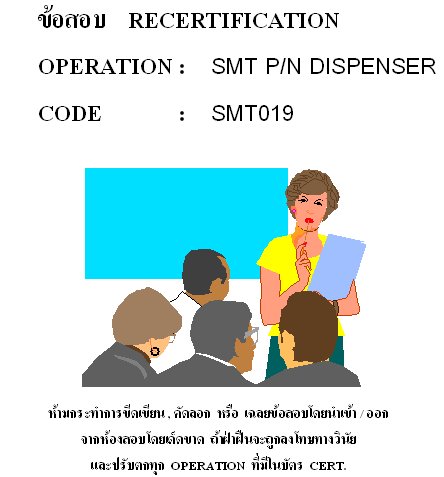 ข้อสอบ RECERTIFICATION
OPERATION : SMT P/N DISPENSER
CODE : SMT019
ห้ามกระทำการขีดเขียน , คัดลอก หรือ เฉลยข้อสอบโดยนำเข้า / ออก
จากห้องสอบโดยเด็ดขาด ถ้าฝ่าฝืนจะถูกลงโทษทางวินัย
และปรับตกทุก OPERATION ที่มีในบัตร CERT.